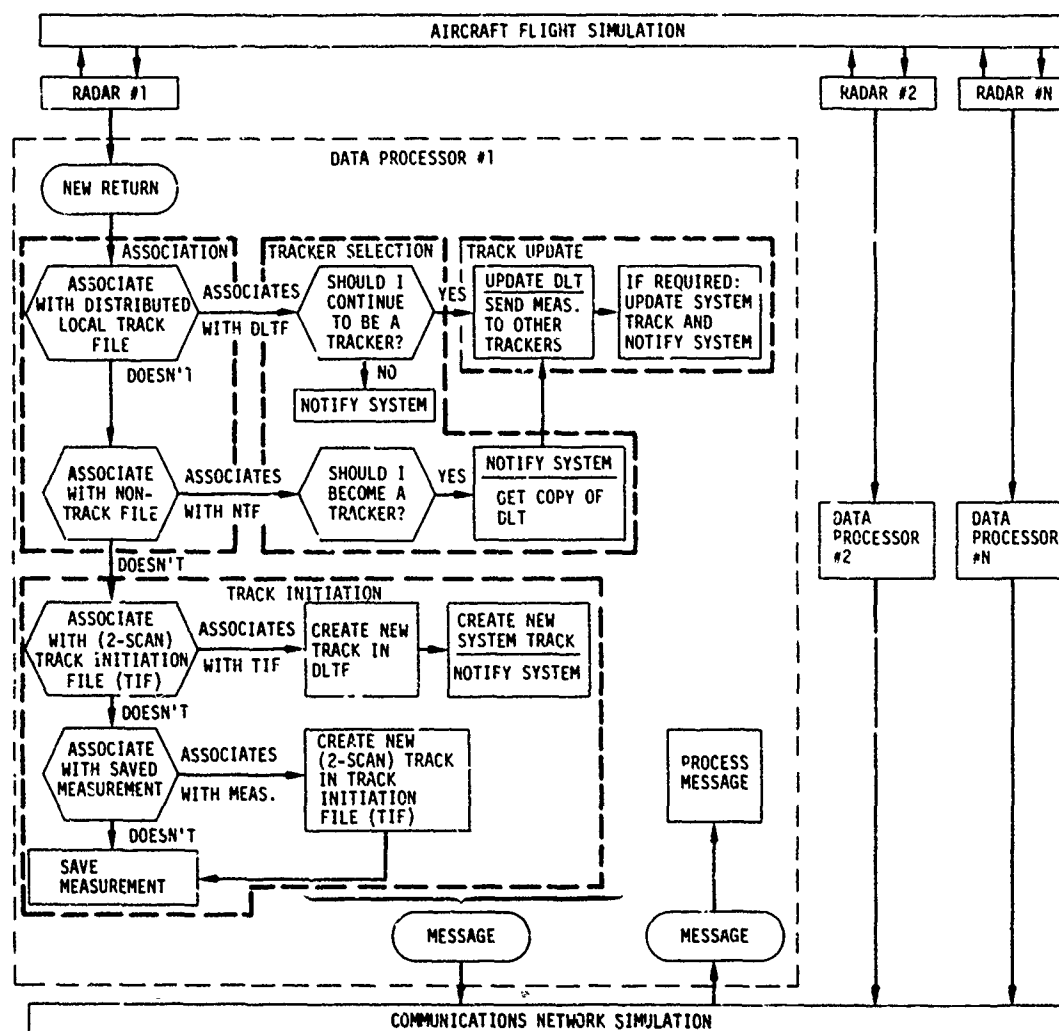 AIRCRAFT FLIGHT SIMULATION
RADAR #1
RADAR #2
RADAR #N
DATA PROCESSOR #1
NEW RETURN
ASSOCIATION
TRACKER SELECTION
TRACK UPDATE
ASSOCIATE
WITH DISTRIBUTED
LOCAL TRACK
FILE
ASSOCIATES
WITH DLTF
SHOULD I
CONTINUE
TO BE A
TRACKER?
YES
UPDATE DLT
SEND MEAS.
TO OTHER
TRACKERS
IF REQUIRED:
UPDATE SYSTEM
TRACK AND
NOTIFY SYSTEM
DOESN'T
NO
NOTIFY SYSTEM
ASSOCIATE
WITH NON-
TRACK FILE
ASSOCIATES
WITH NTF
SHOULD I
BECOME A
TRACKER?
YES
NOTIFY SYSTEM
GET COPY OF
DLT
DATA
PROCESSOR
#2
DATA
PROCESSOR
#N
DOESN'T
TRACK INITIATION
ASSOCIATE
WITH (2-SCAN)
TRACK INITIATION
FILE (TIF)
ASSOCIATES
WITH TIF
CREATE NEW
TRACK IN
DLTF
CREATE NEW
SYSTEM TRACK
NOTIFY SYSTEM
DOESN'T
ASSOCIATE
WITH SAVED
MEASUREMENT
ASSOCIATES
WITH MEAS.
CREATE NEW
(2-SCAN) TRACK
IN TRACK
INITIATION
FILE (TIF)
PROCESS
MESSAGE
DOESN'T
SAVE
MEASUREMENT
MESSAGE
MESSAGE
COMMUNICATIONS NETWORK SIMULATION